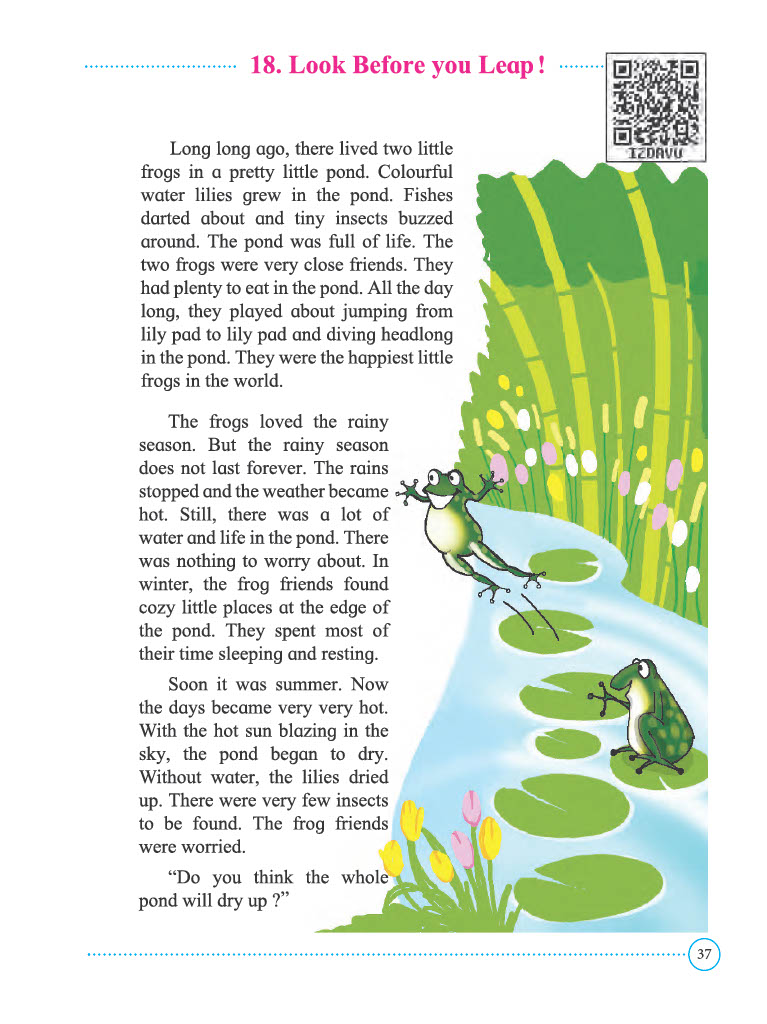 18. Look Before you Leap !
IZDAVU
Long long ago, there lived two little
frogs in a pretty little pond. Colourful
water lilies grew in the pond. Fishes
darted about and tiny insects buzzed
around. The pond was full of life. The
two frogs were very close friends. They
had plenty to eat in the pond. All the day
long, they played about jumping from
lily pad to lily pad and diving headlong
in the pond. They were the happiest little
frogs in the world.
The frogs loved the rainy
season. But the rainy season
does not last forever. The rains
stopped and the weather became
hot. Still, there was a lot of
water and life in the pond. There
was nothing to worry about. In
winter, the frog friends found
cozy little places at the edge of
the pond. They spent most of
their time sleeping and resting.
Soon it was summer. Now
the days became very very hot.
With the hot sun blazing in the
sky, the pond began to dry.
Without water, the lilies dried
up. There were very few insects
to be found. The frog friends
were worried.
“Do you think the whole
pond will dry up ?”
37